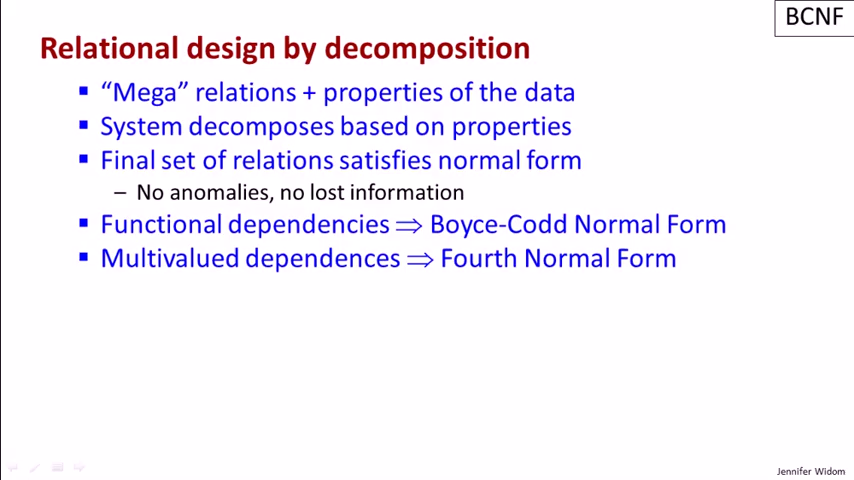 BCNF
Relational design by decomposition
▪ “Mega” relations + properties of the data
▪ System decomposes based on properties
▪ Final set of relations satisfies normal form
– No anomalies, no lost information
▪ Functional dependencies ⇒ Boyce-Codd Normal Form
▪ Multivalued dependences ⇒ Fourth Normal Form
Jennifer Widom